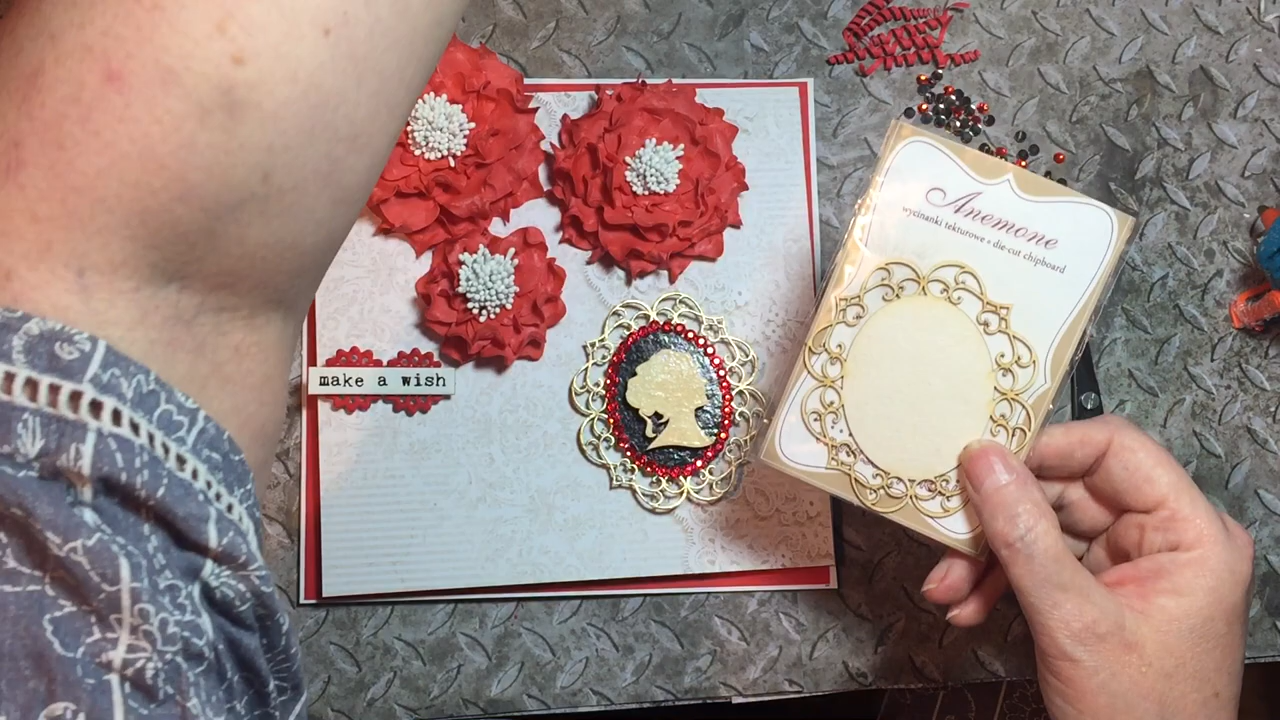 make a wish
Anemone
wycinanki tekturowe • die-cut chipboard